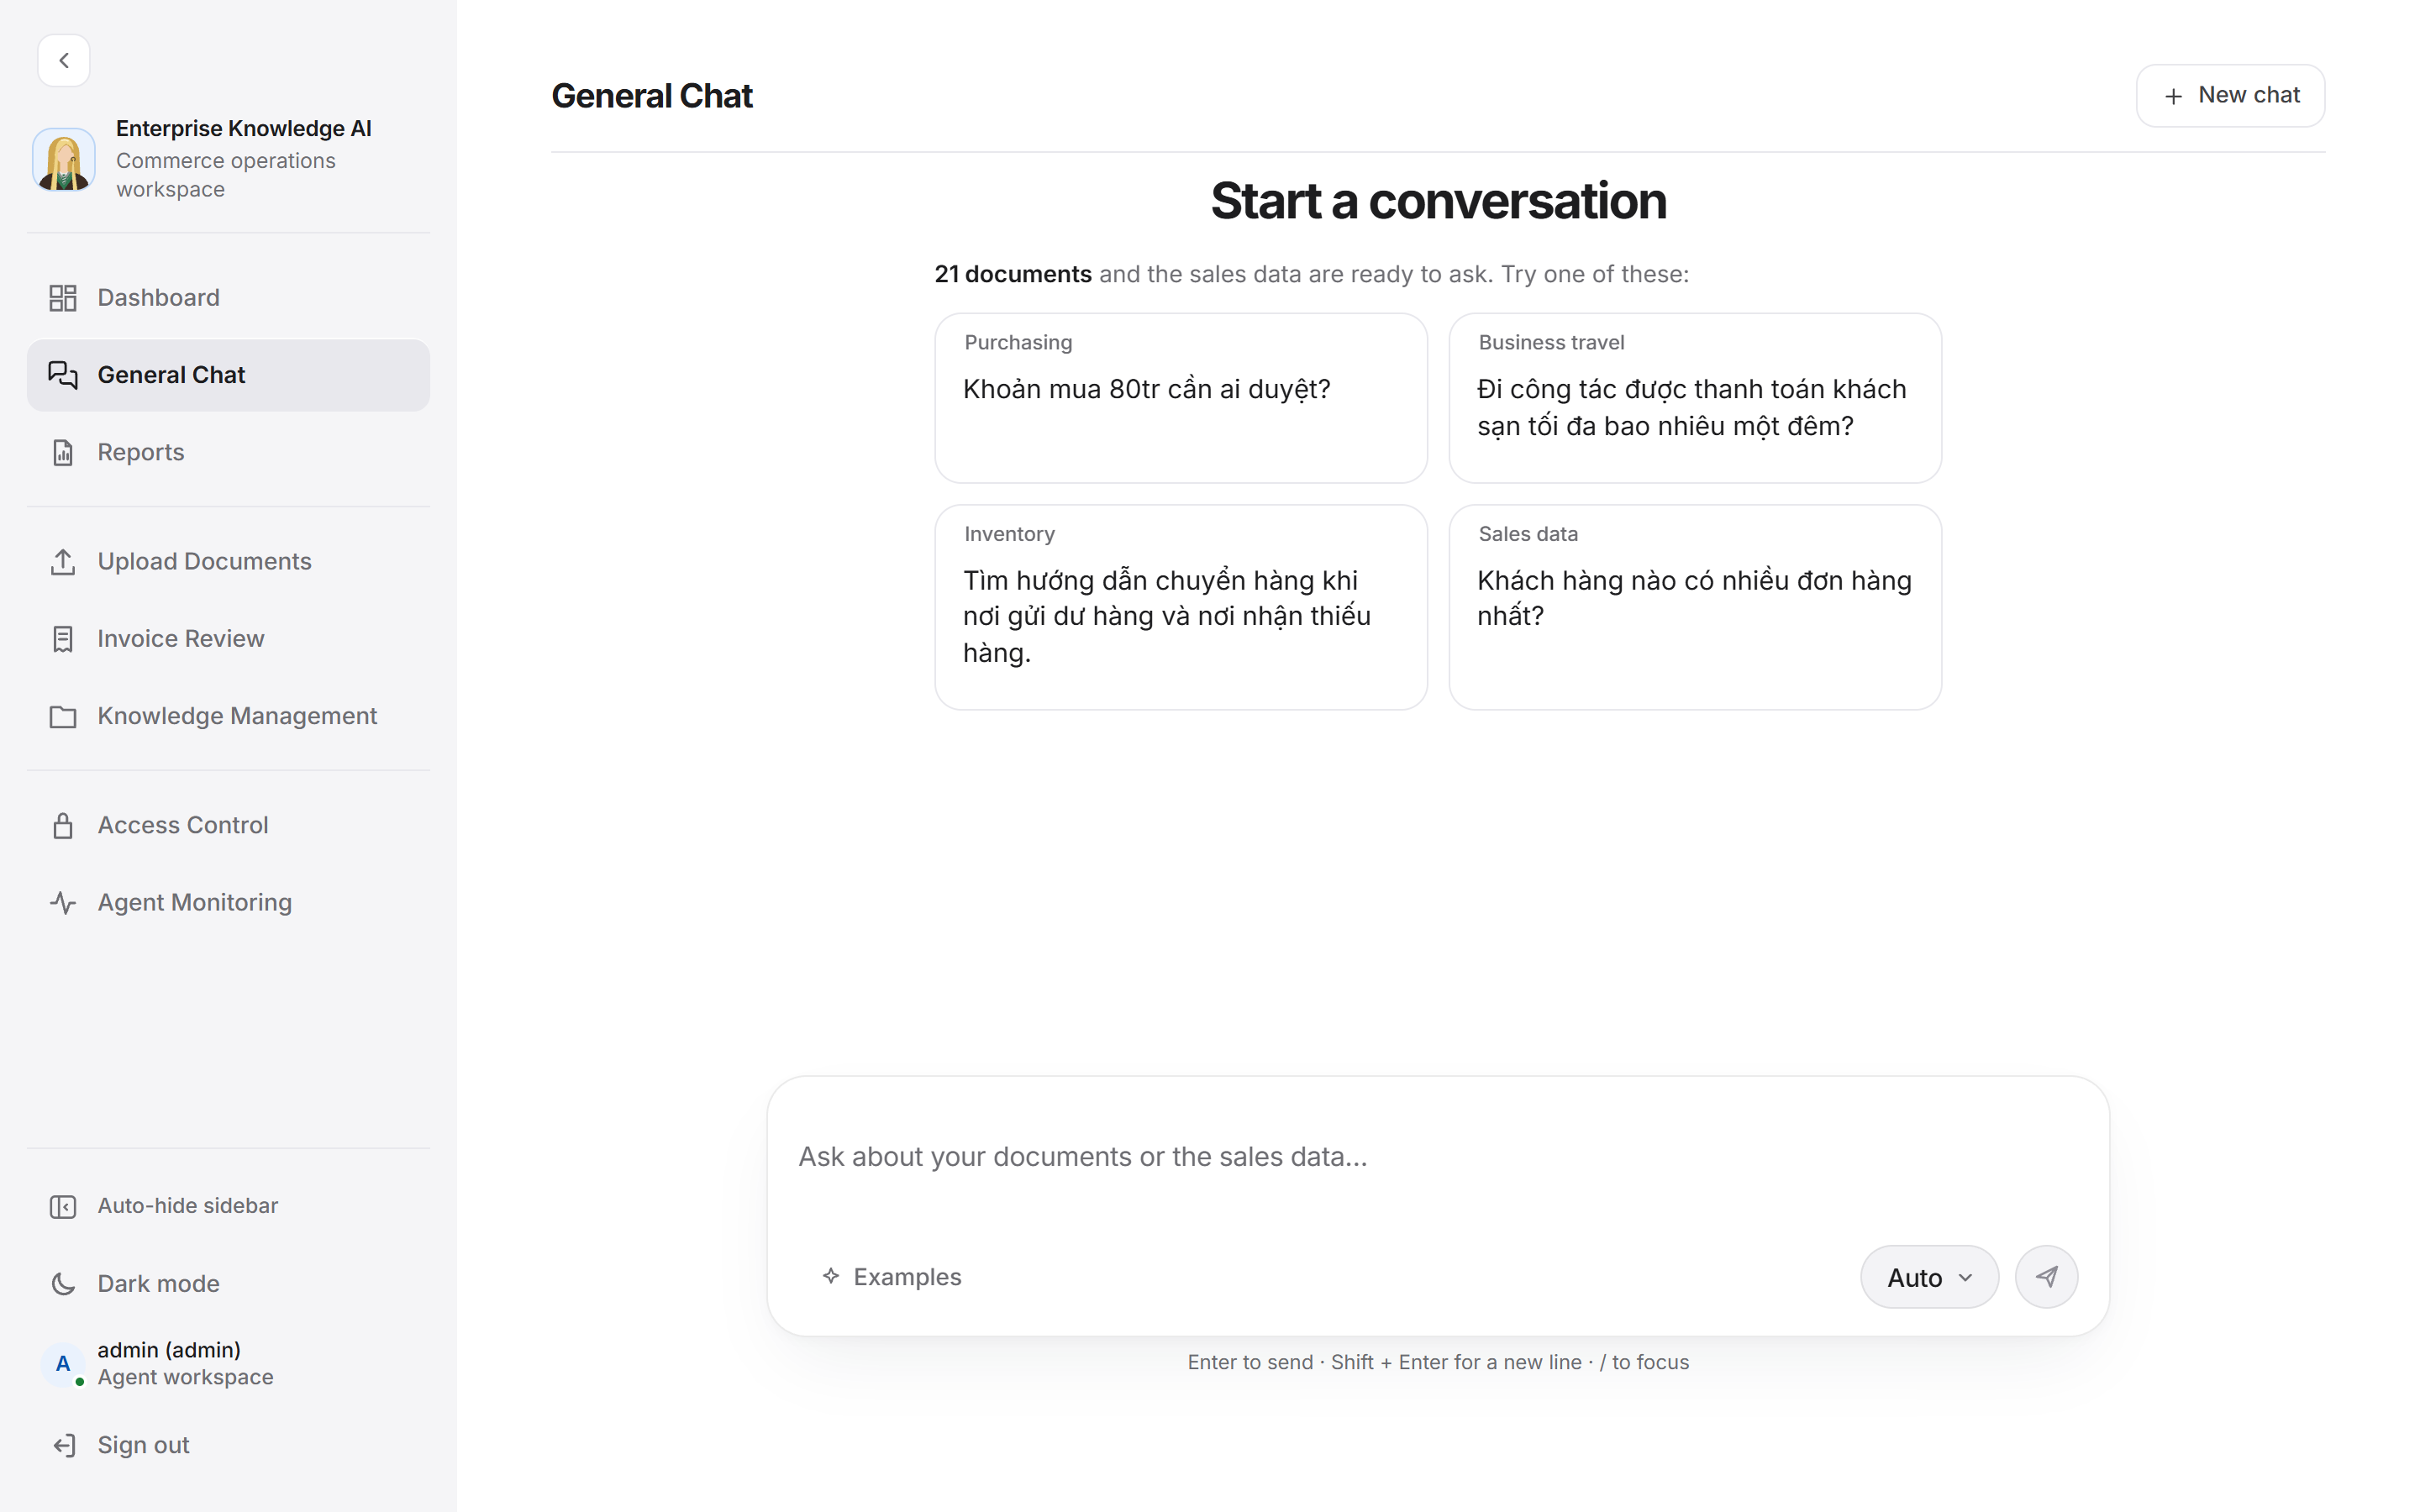 Enterprise Knowledge AI
Commerce operations
workspace
Dashboard
General Chat
Reports
Upload Documents
Invoice Review
Knowledge Management
Access Control
Agent Monitoring
Auto-hide sidebar
Dark mode
A
admin (admin)
Agent workspace
Sign out
General Chat
New chat
Start a conversation
21 documents and the sales data are ready to ask. Try one of these:
Purchasing
Khoản mua 80tr cần ai duyệt?
Business travel
Đi công tác được thanh toán khách
sạn tối đa bao nhiêu một đêm?
Inventory
Tìm hướng dẫn chuyển hàng khi
nơi gửi dư hàng và nơi nhận thiếu
hàng.
Sales data
Khách hàng nào có nhiều đơn hàng
nhất?
Ask about your documents or the sales data...
Examples
Auto
Enter to send · Shift + Enter for a new line · / to focus